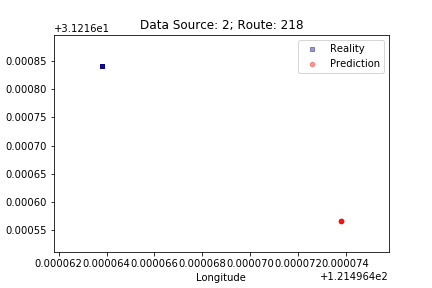 Data Source: 2; Route: 218
+3.1216e1
Reality
Prediction
0.00085
0.00080
0.00075
0.00070
0.00065
0.00060
0.00055
0.000062 0.000064 0.000066 0.000068 0.000070 0.000072 0.000074
Longitude
+1.214964e2